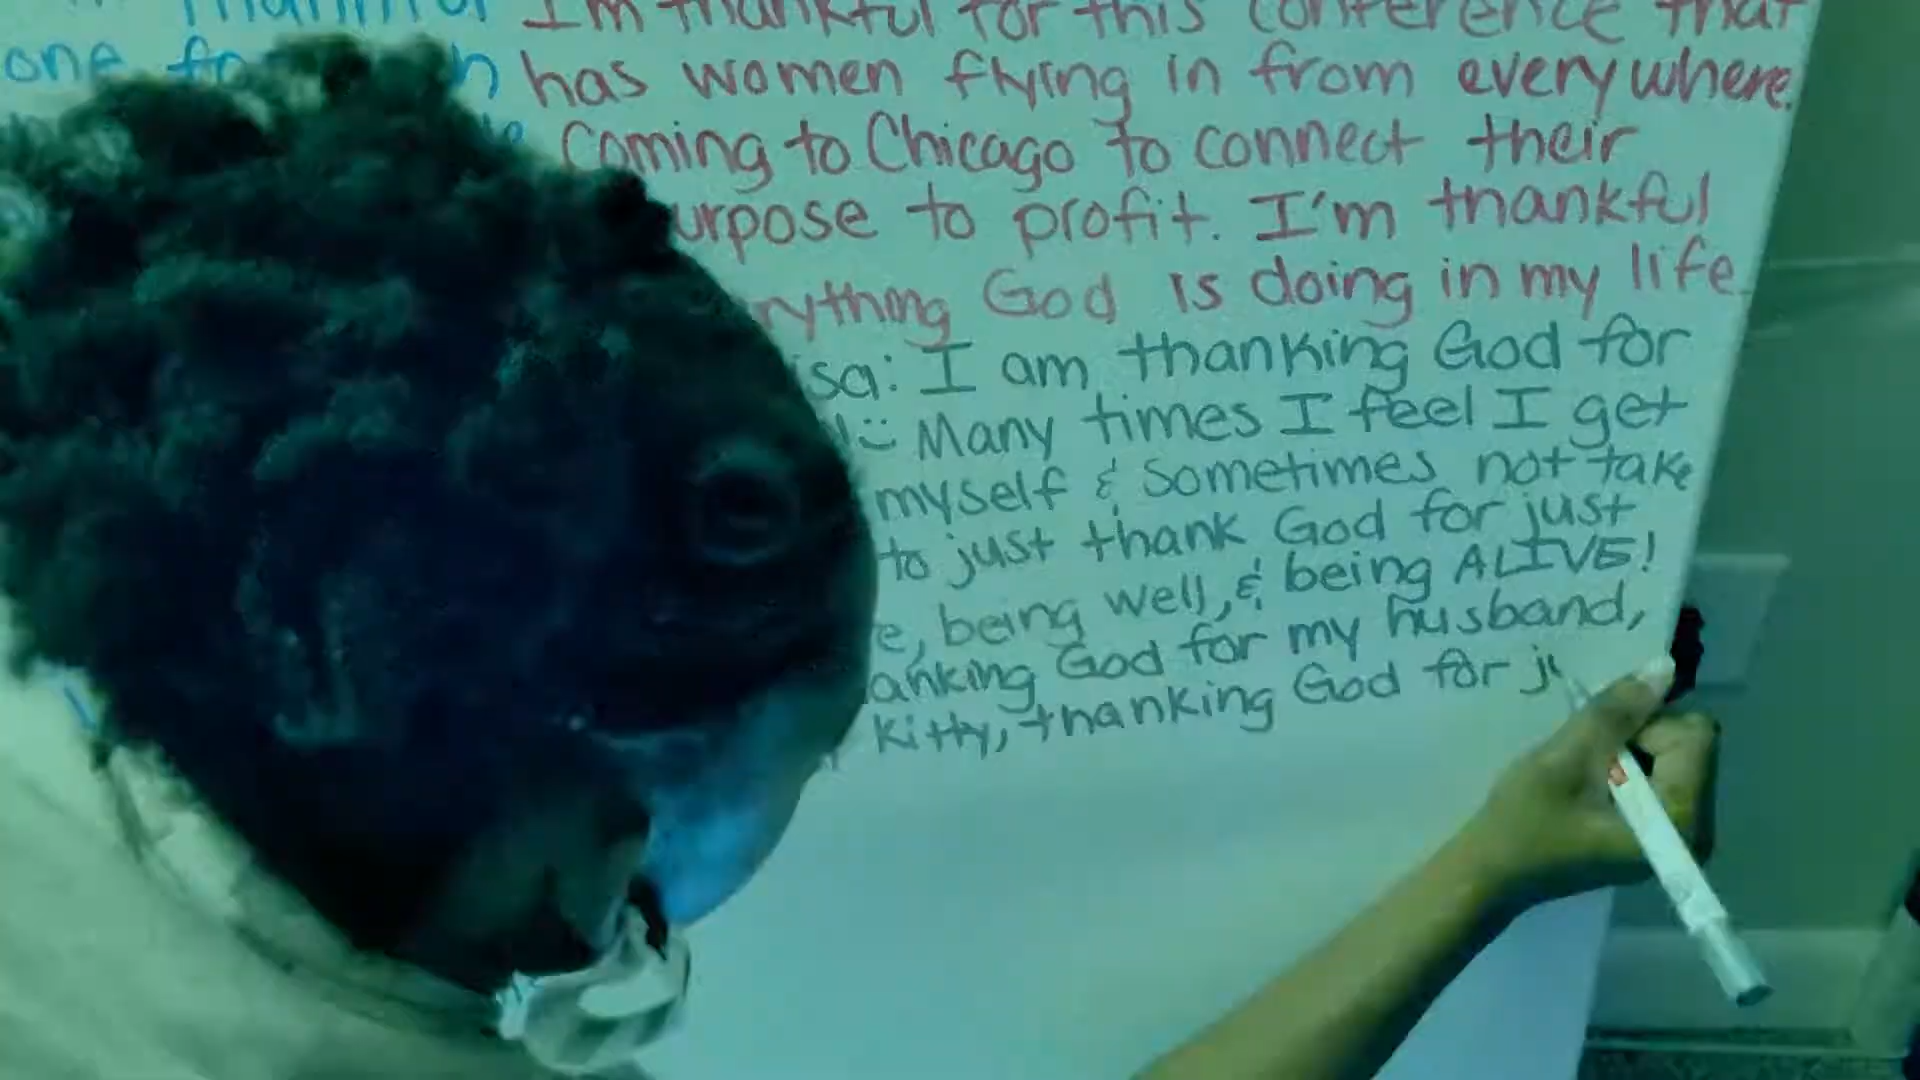 Thankful I'm thankful for this conference that
one has women flying in from everywhere.
Coming to Chicago to connect their
urpose to profit. I'm thankful
rything God is doing in my life.
sa: I am thanking God for
Many times I feel I get
myself & Sometimes not take
to just thank God for just
e, being well, & being ALIVE!
anking God for my husband,
Kitty, thanking God for ju